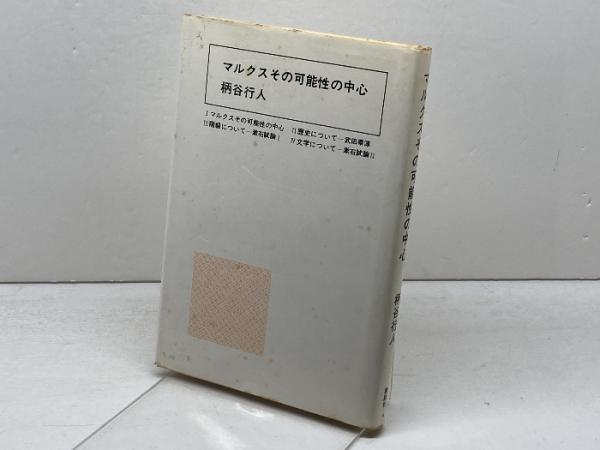 マルクスその可能性の中心
柄谷行人
I マルクスその可能性の中心 II 歴史について―武田泰淳
III 階級について―漱石試論 I IV 文学について―漱石試論 II
マルクスその可能性の中心
柄谷行人